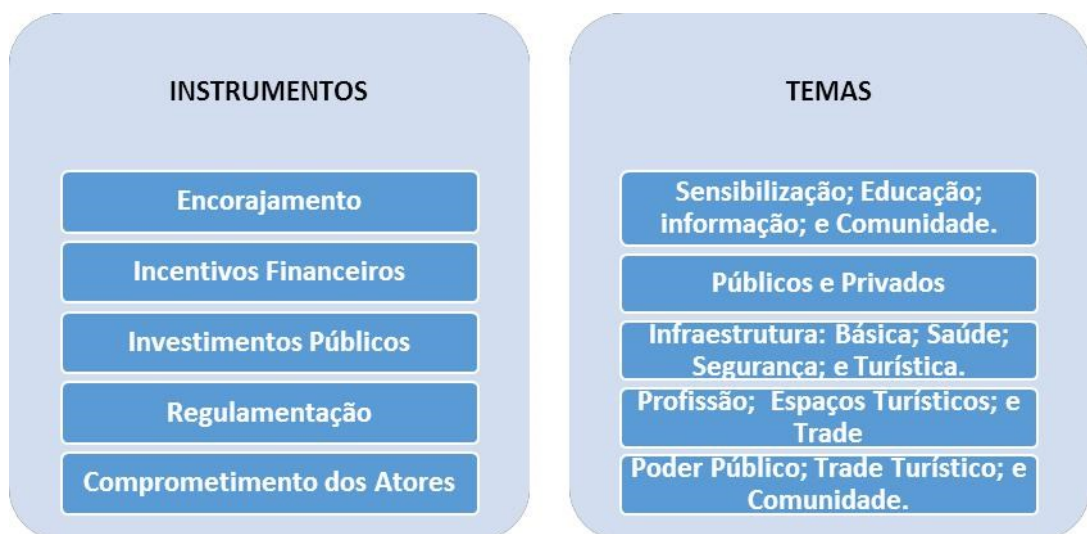 INSTRUMENTOS
Encorajamento
Incentivos Financeiros
Investimentos Públicos
Regulamentação
Comprometimento dos Atores
TEMAS
Sensibilização; Educação;
informação; e Comunidade.
Públicos e Privados
Infraestrutura: Básica; Saúde;
Segurança; e Turística.
Profissão; Espaços Turísticos; e
Trade
Poder Público; Trade Turístico; e
Comunidade.